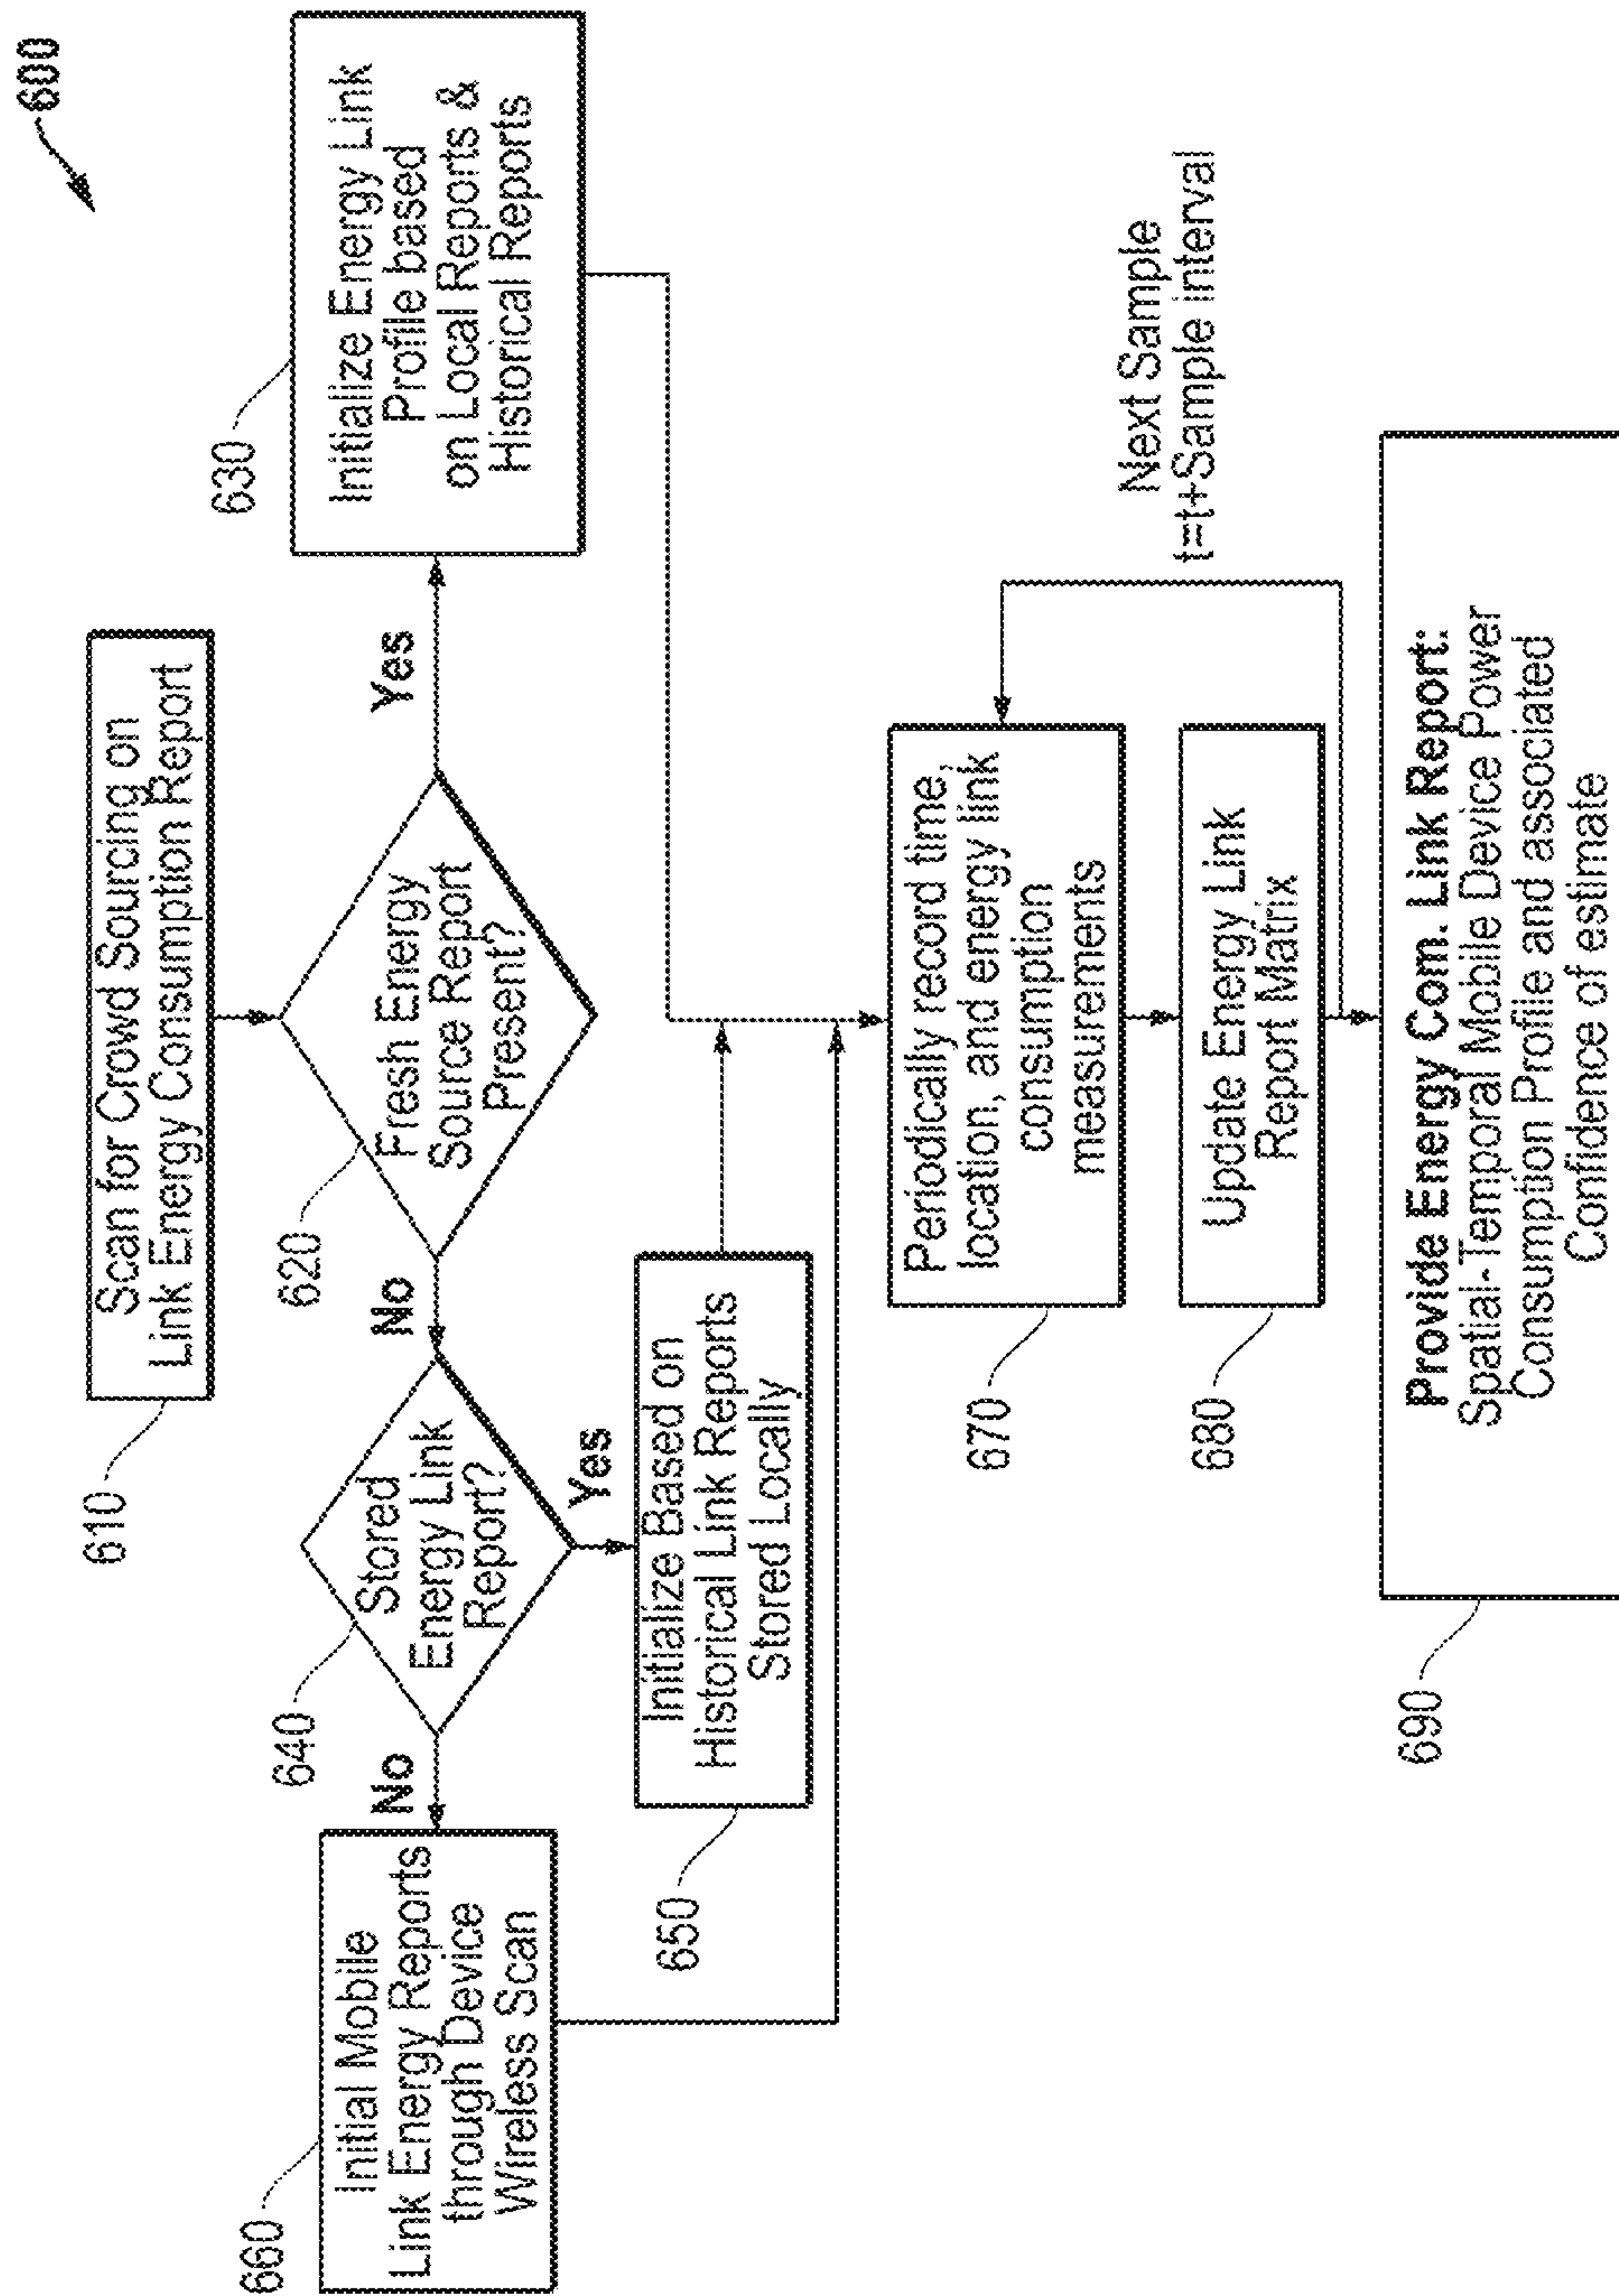 600
610
Scan for Crowd Sourcing on
Link Energy Consumption Report
620
Fresh Energy
Source Report
Present?
Yes
630
Initialize Energy Link
Profile based
on Local Reports &
Historical Reports
No
640
Stored
Energy Link
Report?
Yes
650
Initialize Based on
Historical Link Reports
Stored Locally
No
660
Initial Mobile
Link Energy Reports
through Device
Wireless Scan
670
Periodically record time,
location, and energy link
consumption
measurements
Next Sample
t=t+Sample interval
680
Update Energy Link
Report Matrix
690
Provide Energy Com. Link Report:
Spatial-Temporal Mobile Device Power
Consumption Profile and associated
Confidence of estimate